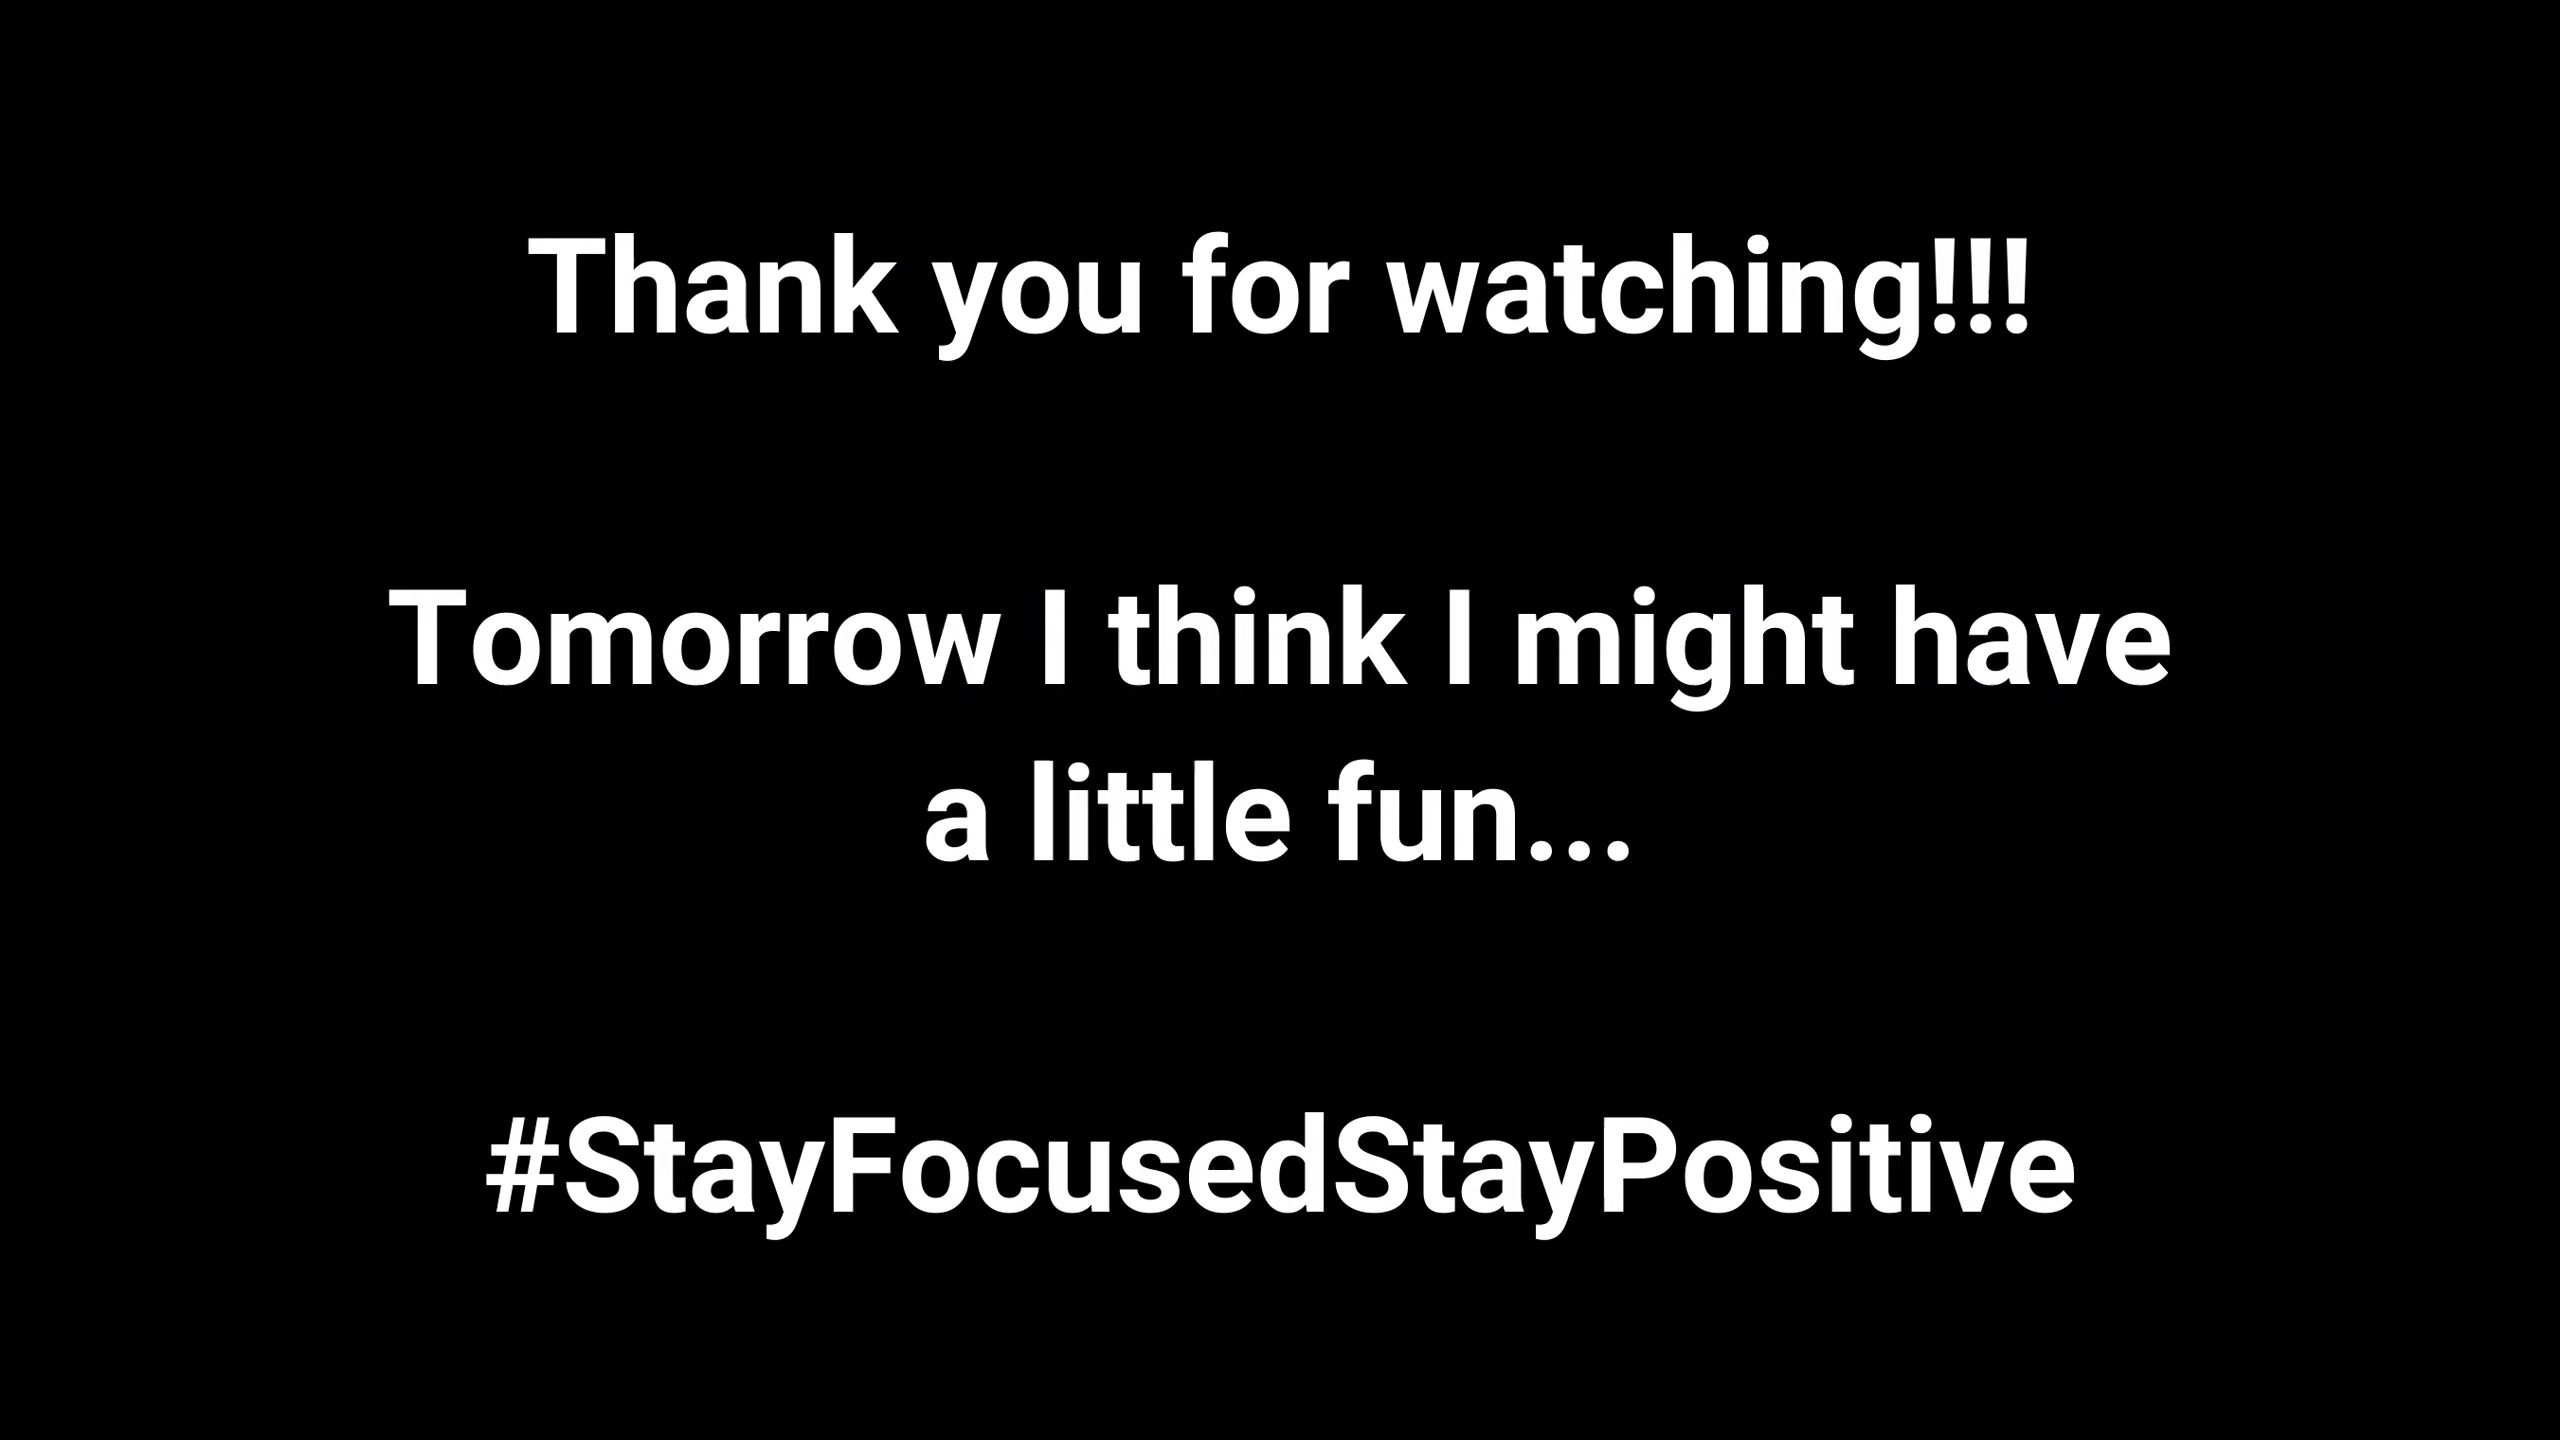 Thank you for watching!!!
Tomorrow I think I might have
a little fun...
#StayFocusedStayPositive